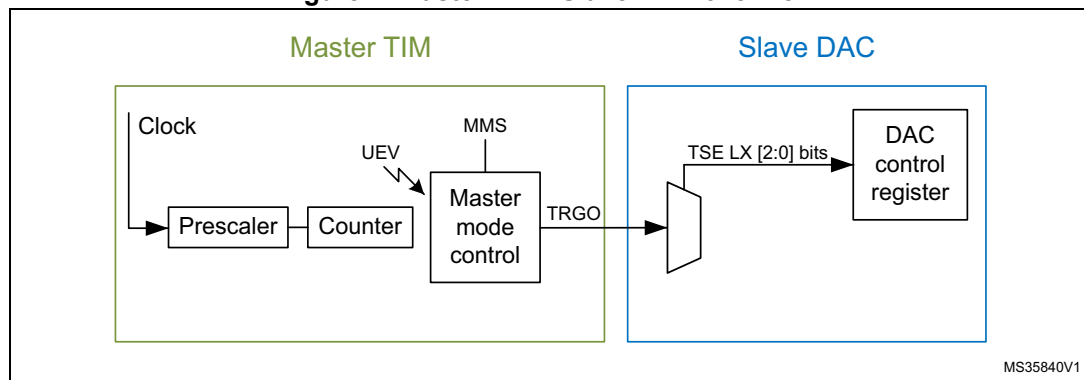 Master TIM
Slave DAC
Clock
MMS
UEV
Prescaler
Counter
Master
mode
control
TRGO
TSE LX [2:0] bits
DAC
control
register
MS35840V1